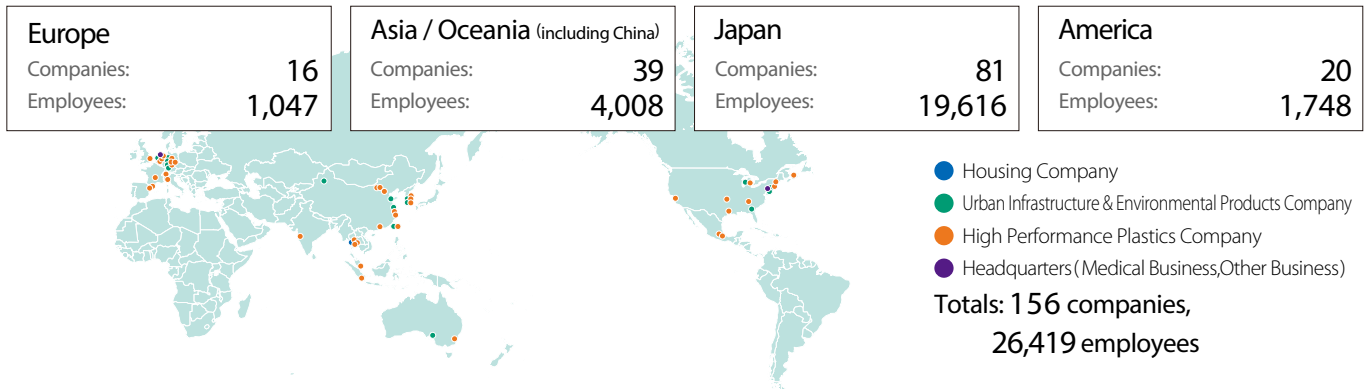 Europe
Companies: 16
Employees: 1,047
Asia / Oceania (including China)
Companies: 39
Employees: 4,008
Japan
Companies: 81
Employees: 19,616
America
Companies: 20
Employees: 1,748
Housing Company
Urban Infrastructure & Environmental Products Company
High Performance Plastics Company
Headquarters (Medical Business,Other Business)
Totals: 156 companies,
26,419 employees